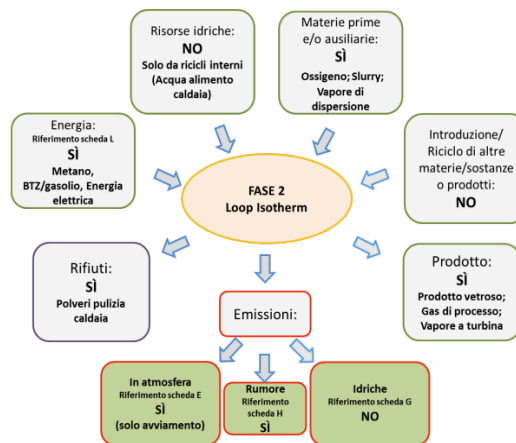 Risorse idriche:
NO
Solo da ricicli interni
(Acqua alimento
caldaia)
Materie prime
e/o ausiliarie:
SÌ
Ossigeno; Slurry;
Vapore di
dispersione
Energia:
Riferimento scheda L
SÌ
Metano,
BTZ/gasolio, Energia
elettrica
FASE 2
Loop Isotherm
Introduzione/
Riciclo di altre
materie/sostanze
o prodotti:
NO
Rifiuti:
SÌ
Polveri pulizia
caldaia
Emissioni:
Prodotto:
SÌ
Prodotto vetroso;
Gas di processo;
Vapore a turbina
In atmosfera
Riferimento scheda E
SÌ
(solo avviamento)
Rumore
Riferimento
scheda H
SÌ
Idriche
Riferimento scheda G
NO